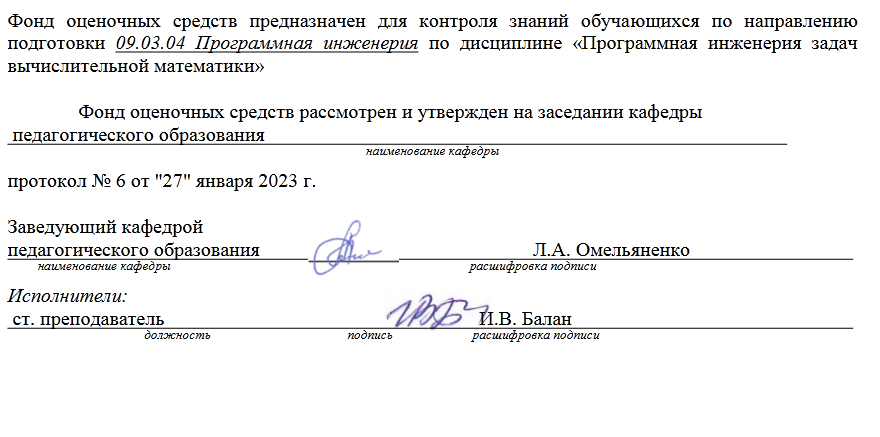 Фонд оценочных средств предназначен для контроля знаний обучающихся по направлению
подготовки 09.03.04 Программная инженерия по дисциплине «Программная инженерия задач
вычислительной математики»
Фонд оценочных средств рассмотрен и утвержден на заседании кафедры
педагогического образования
наименование кафедры
протокол № 6 от "27" января 2023 г.
Заведующий кафедрой
педагогического образования Л.А. Омельяненко
наименование кафедры расшифровка подписи
Исполнители:
ст. преподаватель И.В. Балан
должность подпись расшифровка подписи